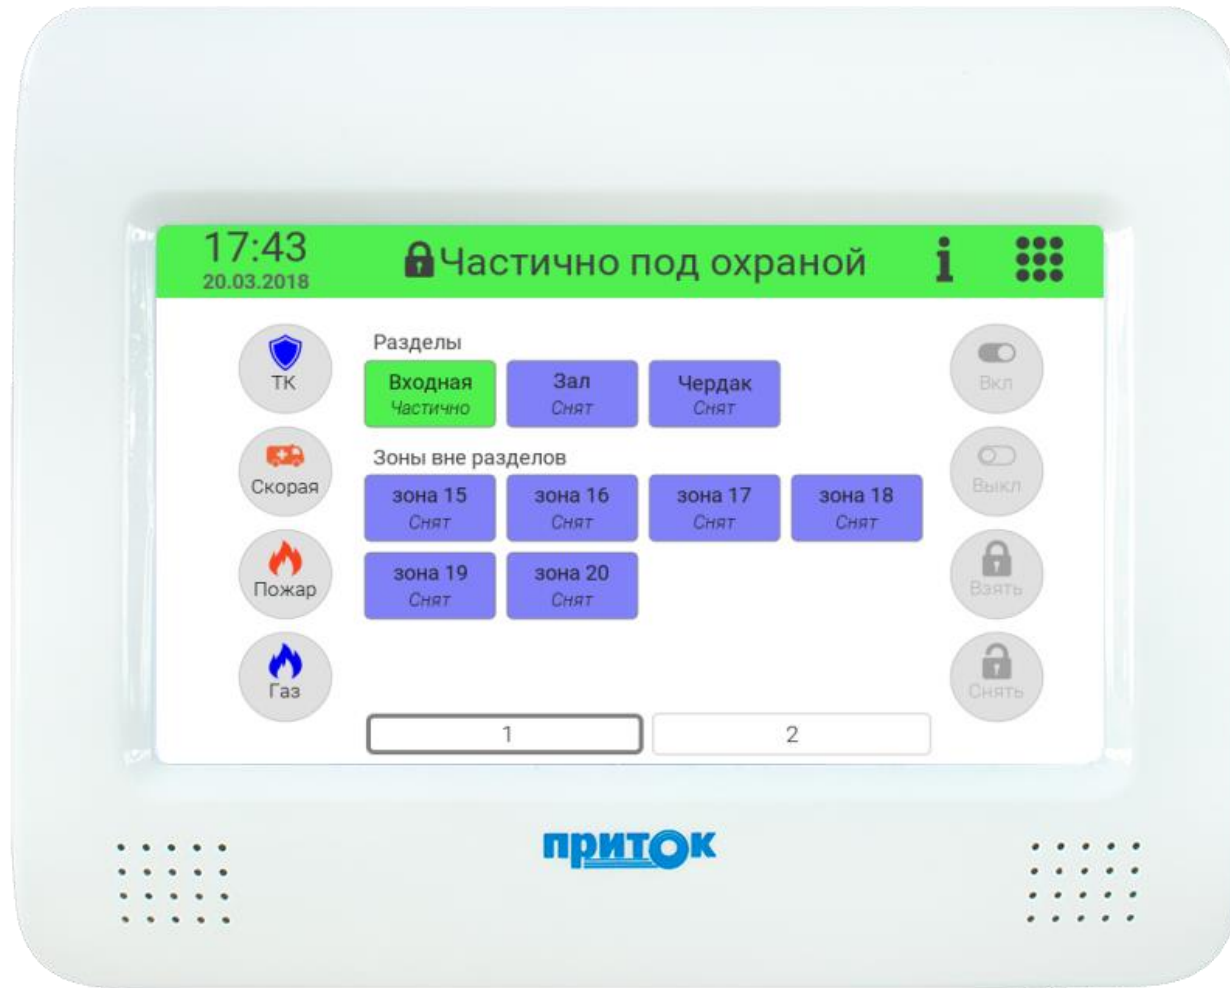 17:43
20.03.2018
Частично под охраной
i
ТК
Скорая
Пожар
Газ
Разделы
Входная
Частично
Зал
Снят
Чердак
Снят
Зоны вне разделов
зона 15
Снят
зона 16
Снят
зона 17
Снят
зона 18
Снят
зона 19
Снят
зона 20
Снят
1
2
Вкл
Выкл
Взять
Снять
приток